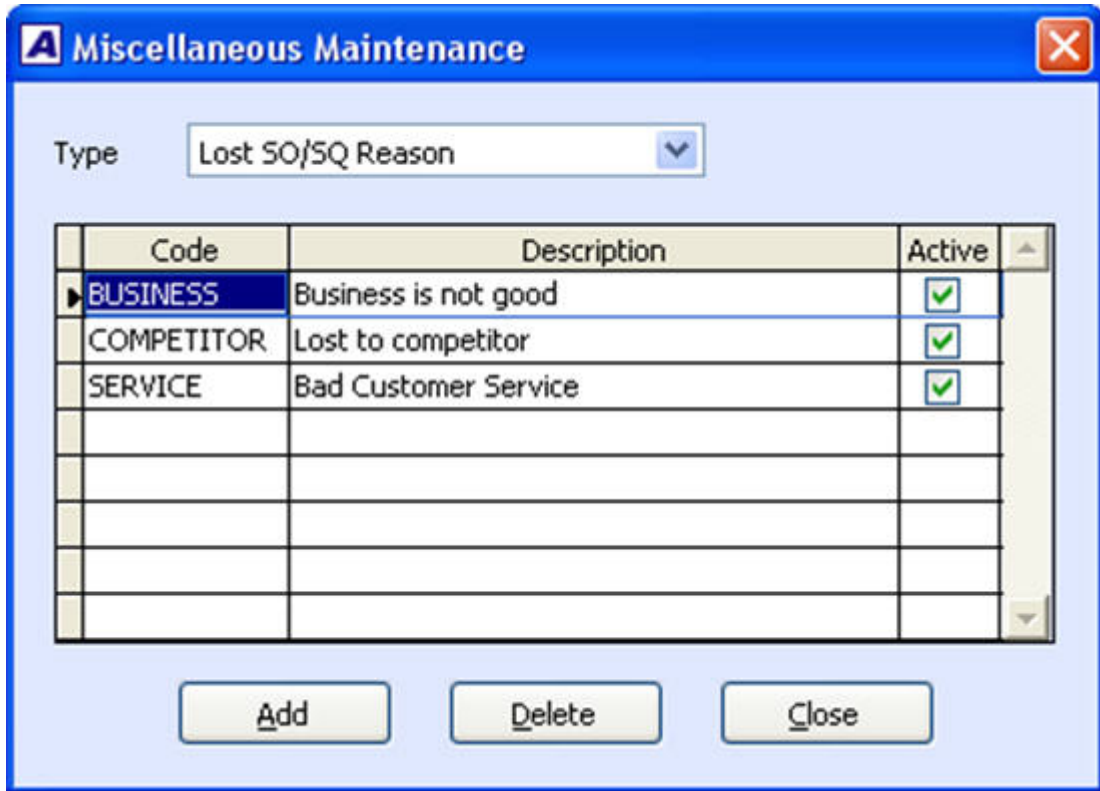 A Miscellaneous Maintenance
Type Lost SO/SQ Reason
Code Description Active
BUSINESS Business is not good
COMPETITOR Lost to competitor
SERVICE Bad Customer Service
Add Delete Close